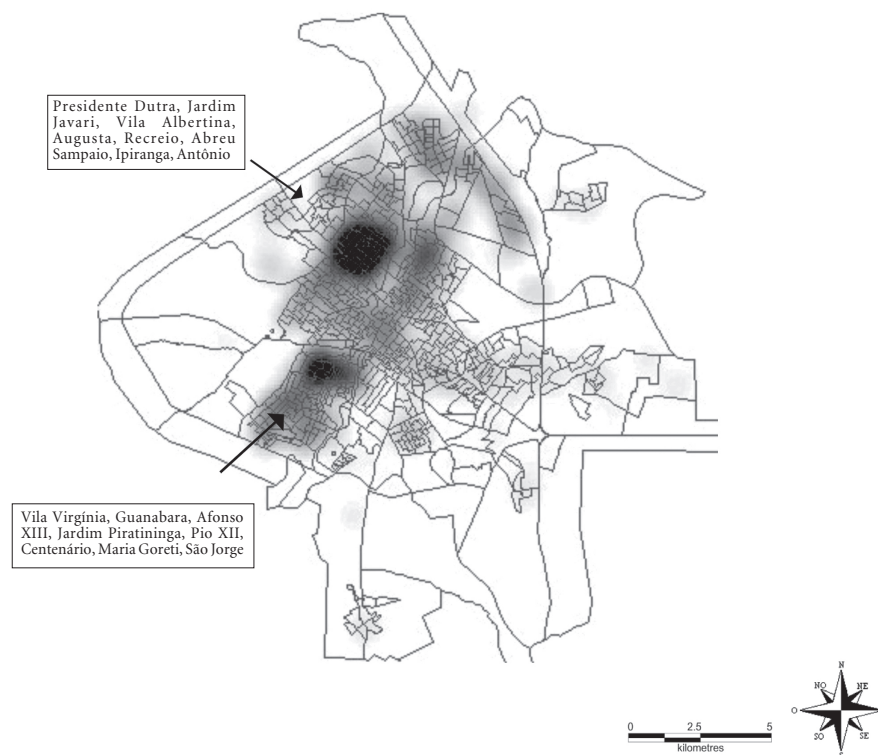 Presidente Dutra, Jardim
Javari, Vila Albertina,
Augusta, Recreio, Abreu
Sampaio, Ipiranga, Antônio
Vila Virgínia, Guanabara, Afonso
XIII, Jardim Piratininga, Pio XII,
Centenário, Maria Goreti, São Jorge
N
NO NE
O
SO SE
S
0 2.5 5
kilometres